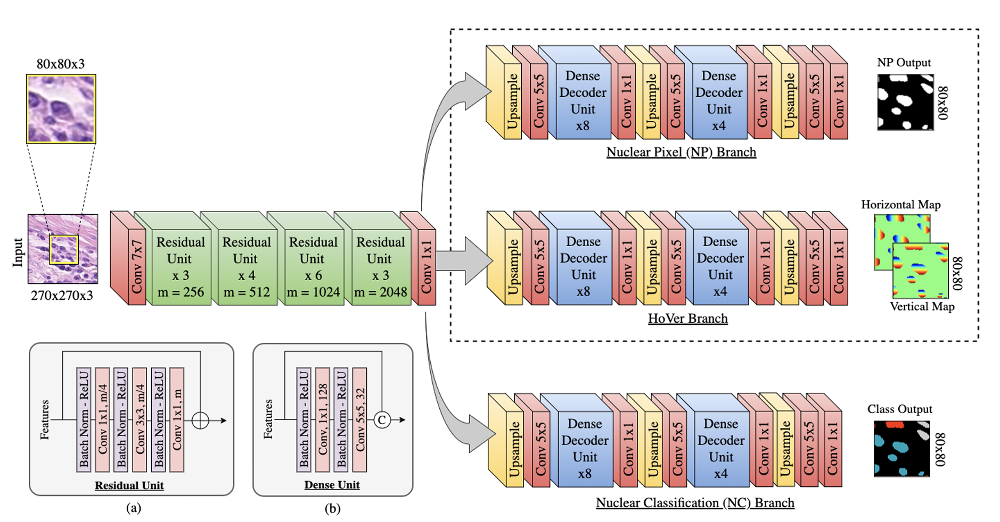 80x80x3
Input
270x270x3
Conv 7x7
Residual
Unit
x 3
m = 256
Residual
Unit
x 4
m = 512
Residual
Unit
x 6
m = 1024
Residual
Unit
x 3
m = 2048
Conv 1x1
Upsample
Conv 5x5
Dense
Decoder
Unit
x8
Conv 1x1
Upsample
Conv 5x5
Dense
Decoder
Unit
x4
Conv 1x1
Upsample
Conv 5x5
Conv 1x1
Nuclear Pixel (NP) Branch
NP Output
80x80
Upsample
Conv 5x5
Dense
Decoder
Unit
x8
Conv 1x1
Upsample
Conv 5x5
Dense
Decoder
Unit
x4
Conv 1x1
Upsample
Conv 5x5
Conv 1x1
HoVer Branch
Horizontal Map
80x80
Vertical Map
Upsample
Conv 5x5
Dense
Decoder
Unit
x8
Conv 1x1
Upsample
Conv 5x5
Dense
Decoder
Unit
x4
Conv 1x1
Upsample
Conv 5x5
Conv 1x1
Nuclear Classification (NC) Branch
Class Output
80x80
Features
Batch Norm - ReLU
Conv 1x1, m/4
Batch Norm - ReLU
Conv 3x3, m/4
Batch Norm - ReLU
Conv 1x1, m
Residual Unit
(a)
Features
Batch Norm - ReLU
Conv, 1x1, 128
Batch Norm - ReLU
Conv 5x5, 32
C
Dense Unit
(b)